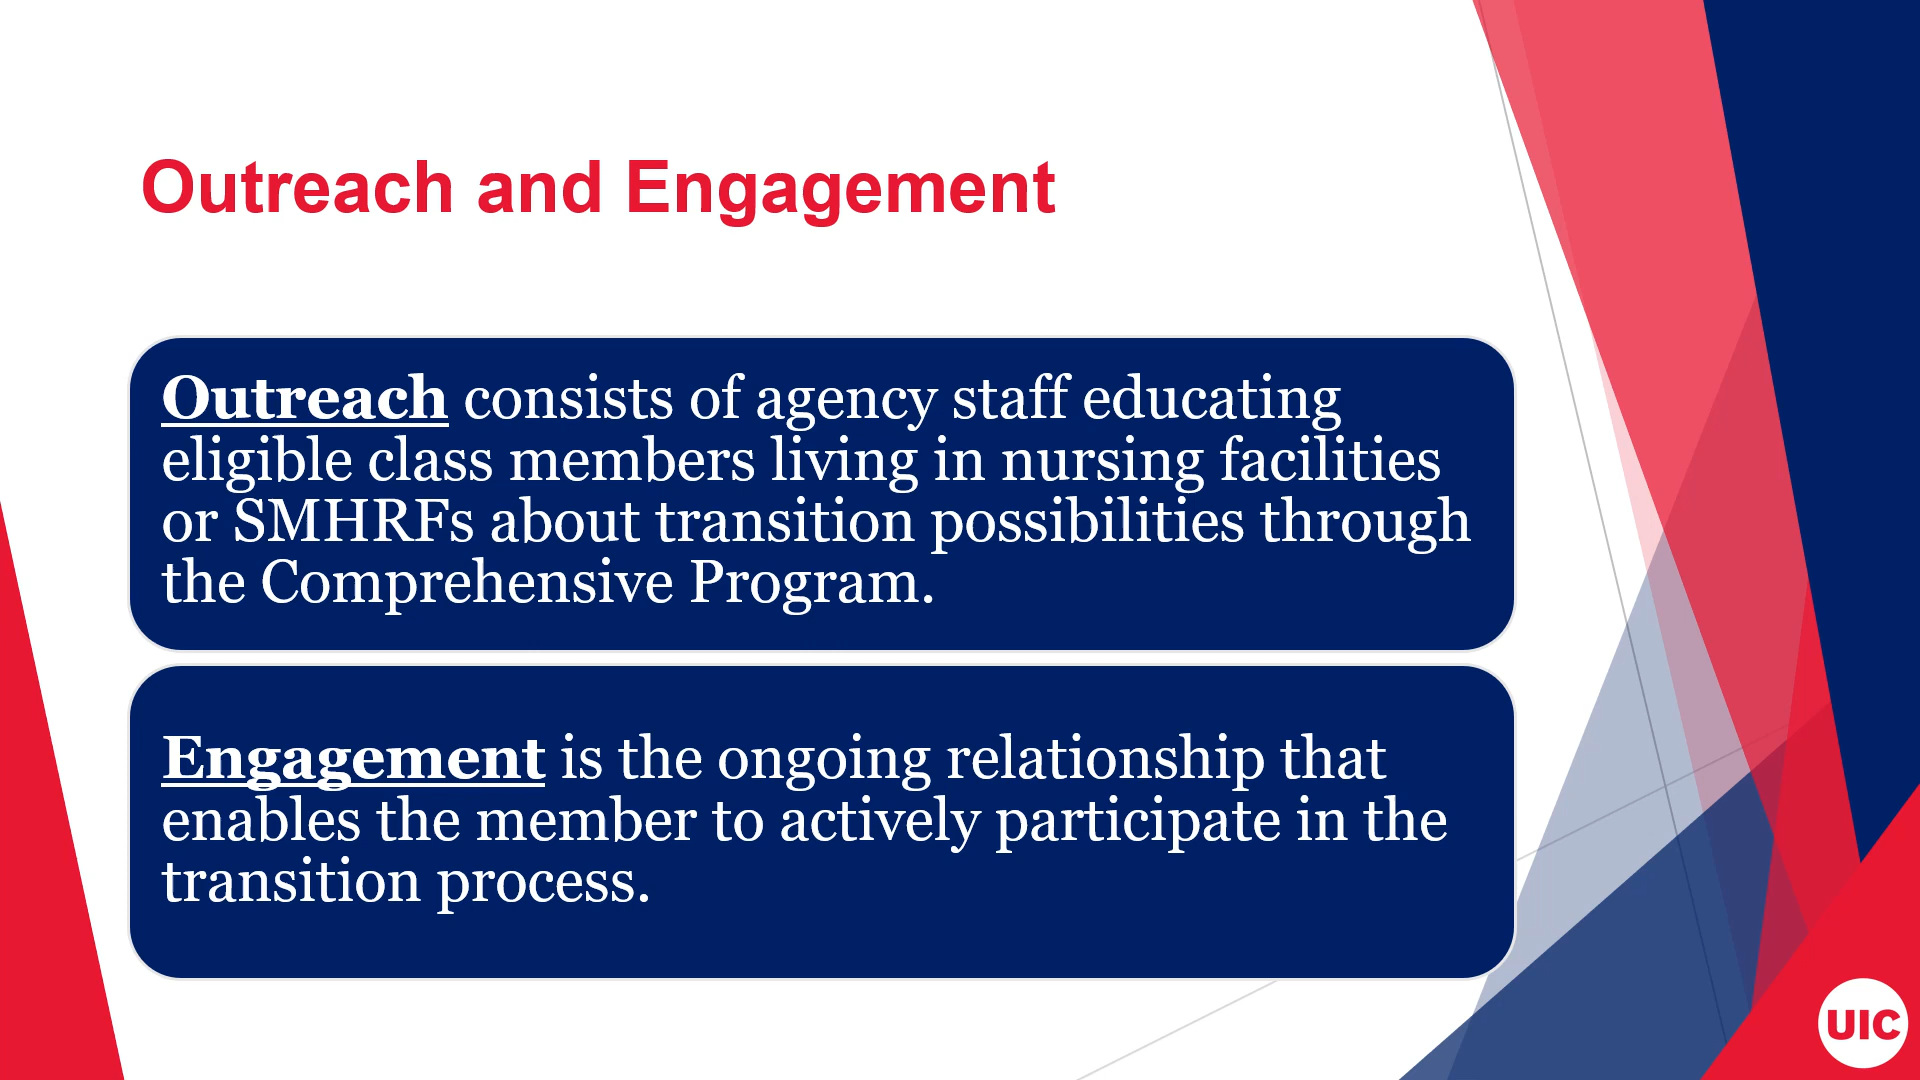 Outreach and Engagement
Outreach consists of agency staff educating
eligible class members living in nursing facilities
or SMHRFs about transition possibilities through
the Comprehensive Program.
Engagement is the ongoing relationship that
enables the member to actively participate in the
transition process.
UIC